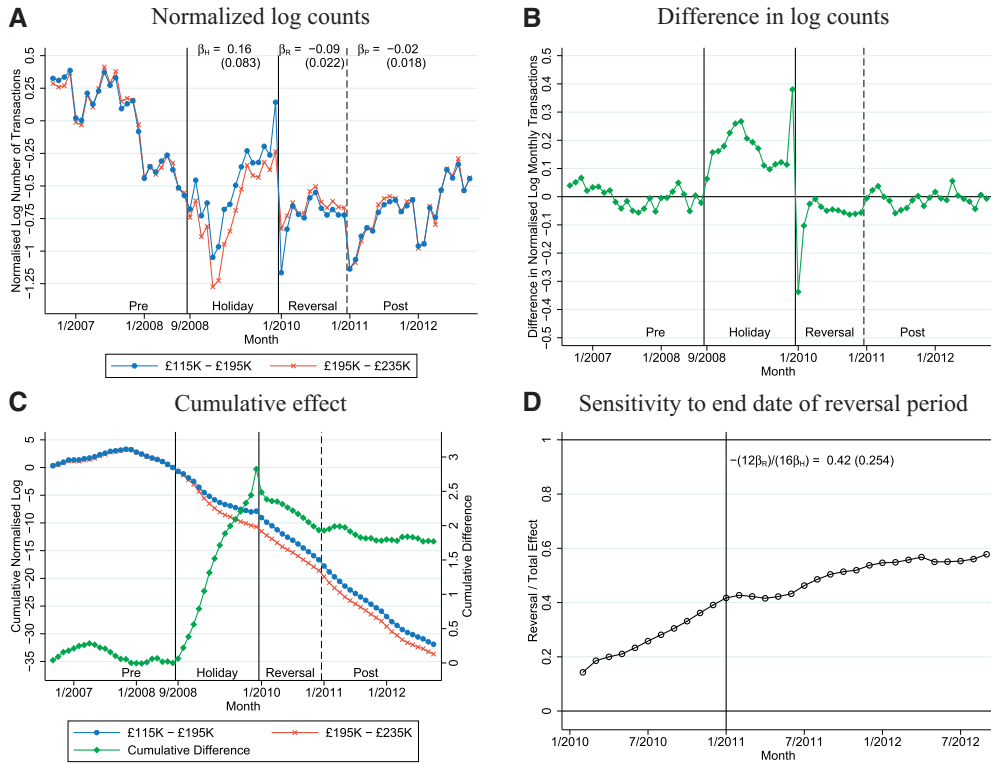 A Normalized log counts
βH = 0.16 βR = −0.09 βP = −0.02
(0.083) (0.022) (0.018)
Normalised Log Number of Transactions
0.5
0.25
0
−0.25
−0.5
−0.75
−1
−1.25
Pre Holiday Reversal Post
1/2007 1/2008 9/2008 1/2010 1/2011 1/2012
Month
£115K − £195K £195K − £235K
B Difference in log counts
Difference in Normalised Log Monthly Transactions
0.5
0.4
0.3
0.2
0.1
0
−0.1
−0.2
−0.3
−0.4
−0.5
Pre Holiday Reversal Post
1/2007 1/2008 9/2008 1/2010 1/2011 1/2012
Month
C Cumulative effect
Cumulative Normalised Log
5
0
−5
−10
−15
−20
−25
−30
−35
Cumulative Difference
3
2.5
2
1.5
1
0.5
0
Pre Holiday Reversal Post
1/2007 1/2008 9/2008 1/2010 1/2011 1/2012
Month
£115K − £195K £195K − £235K
Cumulative Difference
D Sensitivity to end date of reversal period
−(12βR)/(16βH) = 0.42 (0.254)
Reversal / Total Effect
1
0.8
0.6
0.4
0.2
0
1/2010 7/2010 1/2011 7/2011 1/2012 7/2012
Month